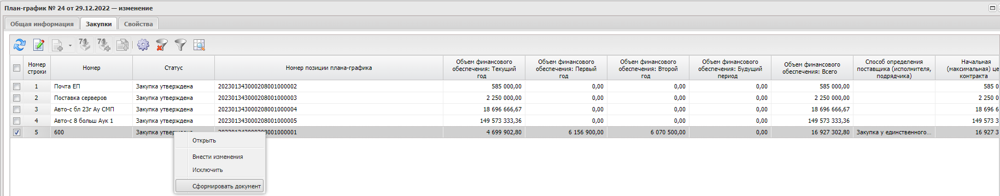 План-график № 24 от 29.12.2022 — изменение
Общая информация Закупки Свойства
Номер строки Номер Статус Номер позиции плана-графика Объем финансового обеспечения: Текущий год Объем финансового обеспечения: Первый год Объем финансового обеспечения: Второй год Объем финансового обеспечения: Будущий период Объем финансового обеспечения: Всего Способ определения поставщика (исполнителя, подрядчика) Начальная (максимальная) це контракта
1 Почта ЕП Закупка утверждена 202301343000208001000002 585 000,00 0,00 0,00 0,00 585 000,00 585 0
2 Поставка серверов Закупка утверждена 202301343000208001000003 2 250 000,00 0,00 0,00 0,00 2 250 000,00 2 250 0
3 Авто-с бл 23г Ау СМП Закупка утверждена 202301343000208001000004 18 696 666,67 0,00 0,00 0,00 18 696 666,67 18 696 6
4 Авто-с 8 больш Аук 1 Закупка утверждена 202301343000208001000005 149 573 333,36 0,00 0,00 0,00 149 573 333,36 149 573 3
5 600 Закупка утверждена 202301343000208001000001 4 699 902,80 6 156 900,00 6 070 500,00 0,00 16 927 302,80 Закупка у единственного... 16 927 3
Открыть
Внести изменения
Исключить
Сформировать документ